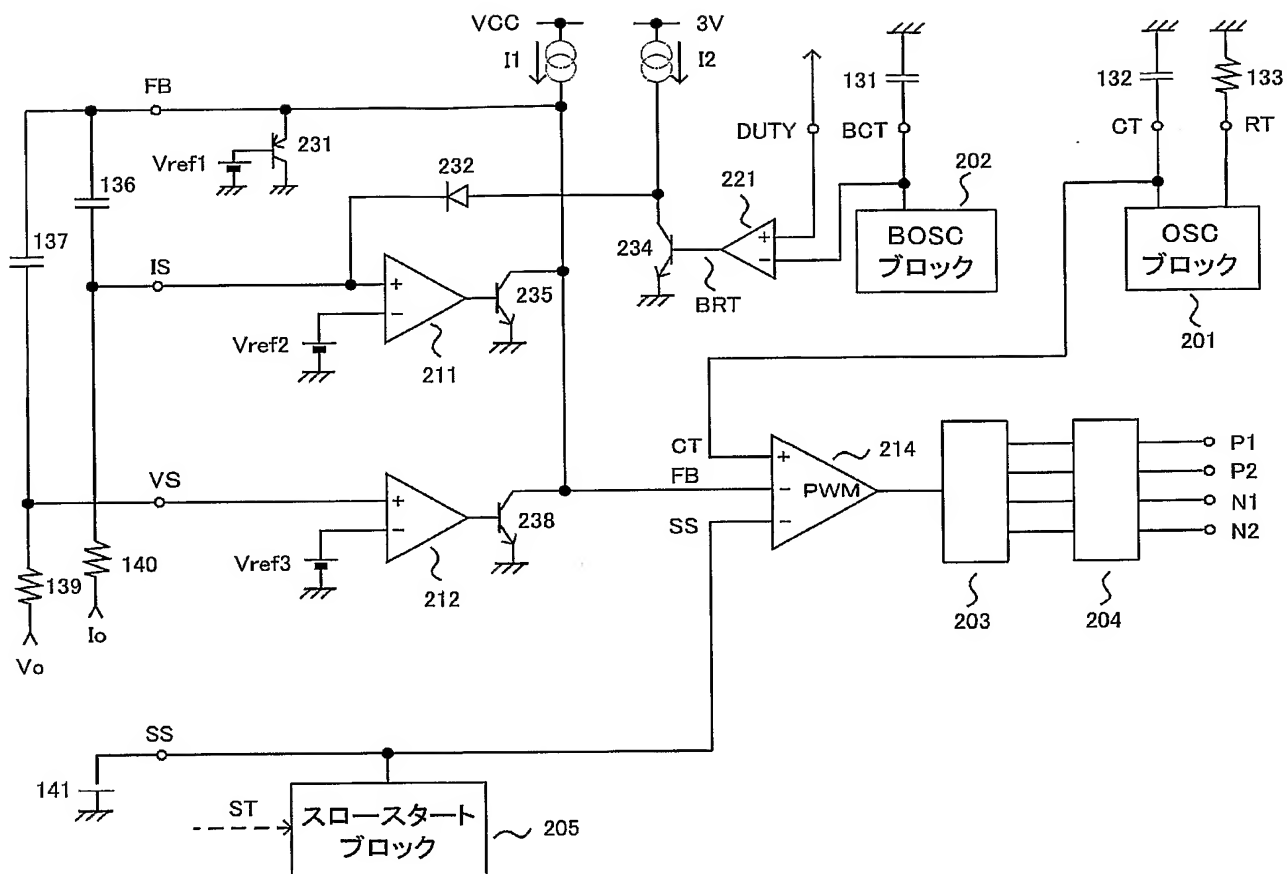 VCC
3V
I1
I2
FB
131
132
133
DUTY
BCT
CT
RT
231
Vref1
136
232
202
221
137
BOSC
ブロック
OSC
ブロック
IS
234
235
BRT
201
Vref2
211
CT
214
P1
VS
FB
PWM
P2
238
SS
N1
N2
Vref3
139
140
212
203
204
Io
Vo
SS
141
ST
スロースタート
ブロック
205